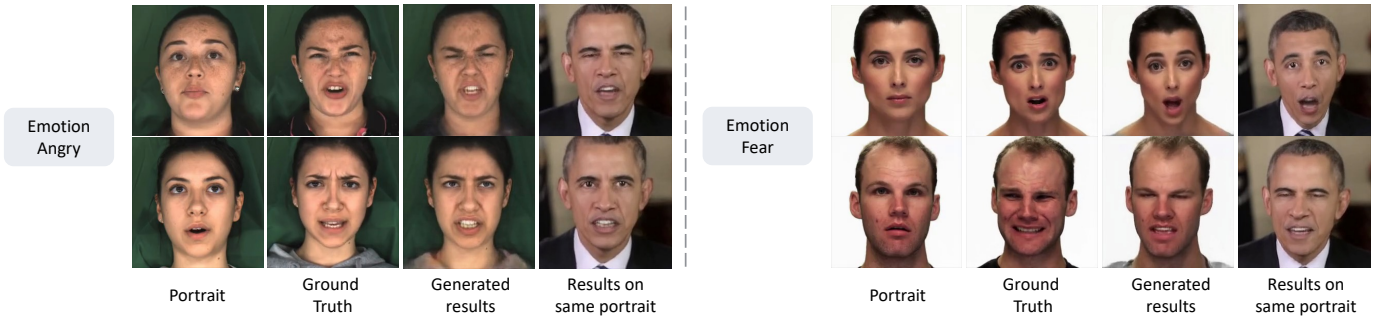 Emotion
Angry
Emotion
Fear
Portrait
Ground
Truth
Generated
results
Results on
same portrait
Portrait
Ground
Truth
Generated
results
Results on
same portrait